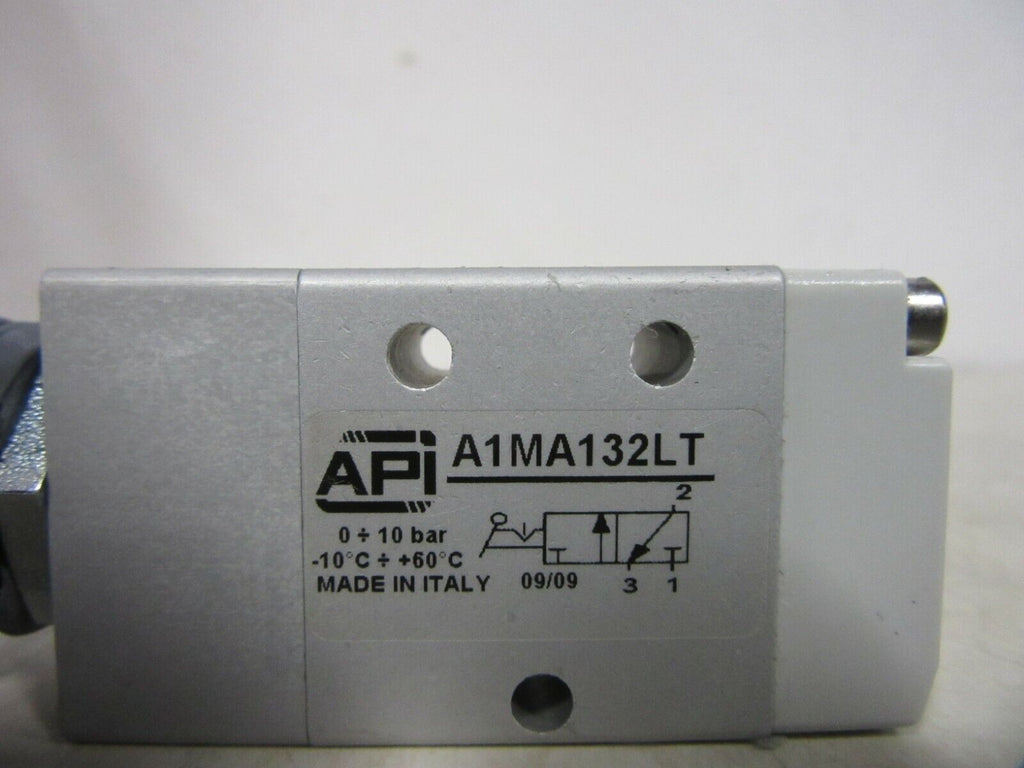 API A1MA132LT
2
0 ÷ 10 bar
-10°C ÷ +60°C
MADE IN ITALY 09/09 3 1